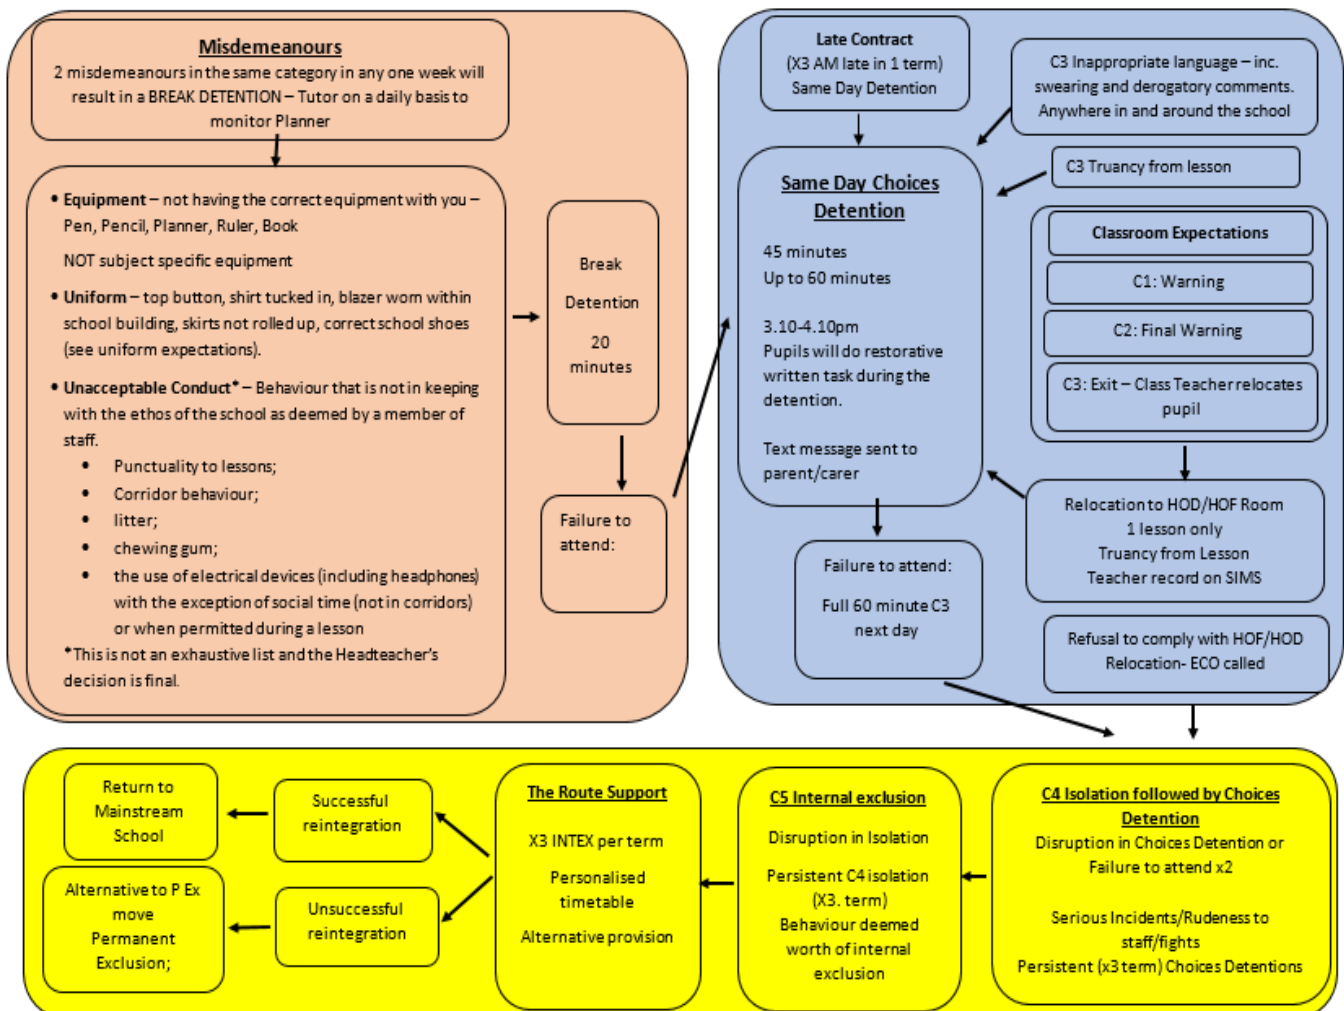 Misdemeanours
2 misdemeanours in the same category in any one week will
result in a BREAK DETENTION – Tutor on a daily basis to
monitor Planner
• Equipment – not having the correct equipment with you –
Pen, Pencil, Planner, Ruler, Book
NOT subject specific equipment
• Uniform – top button, shirt tucked in, blazer worn within
school building, skirts not rolled up, correct school shoes
(see uniform expectations).
• Unacceptable Conduct* – Behaviour that is not in keeping
with the ethos of the school as deemed by a member of
staff.
• Punctuality to lessons;
• Corridor behaviour;
• litter;
• chewing gum;
• the use of electrical devices (including headphones)
with the exception of social time (not in corridors)
or when permitted during a lesson
*This is not an exhaustive list and the Headteacher's
decision is final.
Break
Detention
20
minutes
Failure to
attend:
Late Contract
(X3 AM late in 1 term)
Same Day Detention
C3 Inappropriate language – inc.
swearing and derogatory comments.
Anywhere in and around the school
C3 Truancy from lesson
Same Day Choices
Detention
45 minutes
Up to 60 minutes
3.10-4.10pm
Pupils will do restorative
written task during the
detention.
Text message sent to
parent/carer
Classroom Expectations
C1: Warning
C2: Final Warning
C3: Exit – Class Teacher relocates
pupil
Relocation to HOD/HOF Room
1 lesson only
Truancy from Lesson
Teacher record on SIMS
Failure to attend:
Full 60 minute C3
next day
Refusal to comply with HOF/HOD
Relocation- ECO called
C4 Isolation followed by Choices
Detention
Disruption in Choices Detention or
Failure to attend x2
Serious Incidents/Rudeness to
staff/fights
Persistent (x3 term) Choices Detentions
C5 Internal exclusion
Disruption in Isolation
Persistent C4 isolation
(X3. term)
Behaviour deemed
worth of internal
exclusion
The Route Support
X3 INTEX per term
Personalised
timetable
Alternative provision
Successful
reintegration
Return to
Mainstream
School
Unsuccessful
reintegration
Alternative to P Ex
move
Permanent
Exclusion;